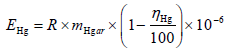 E_Hg = R × m_Hgar × (1 − η_Hg / 100) × 10⁻⁶